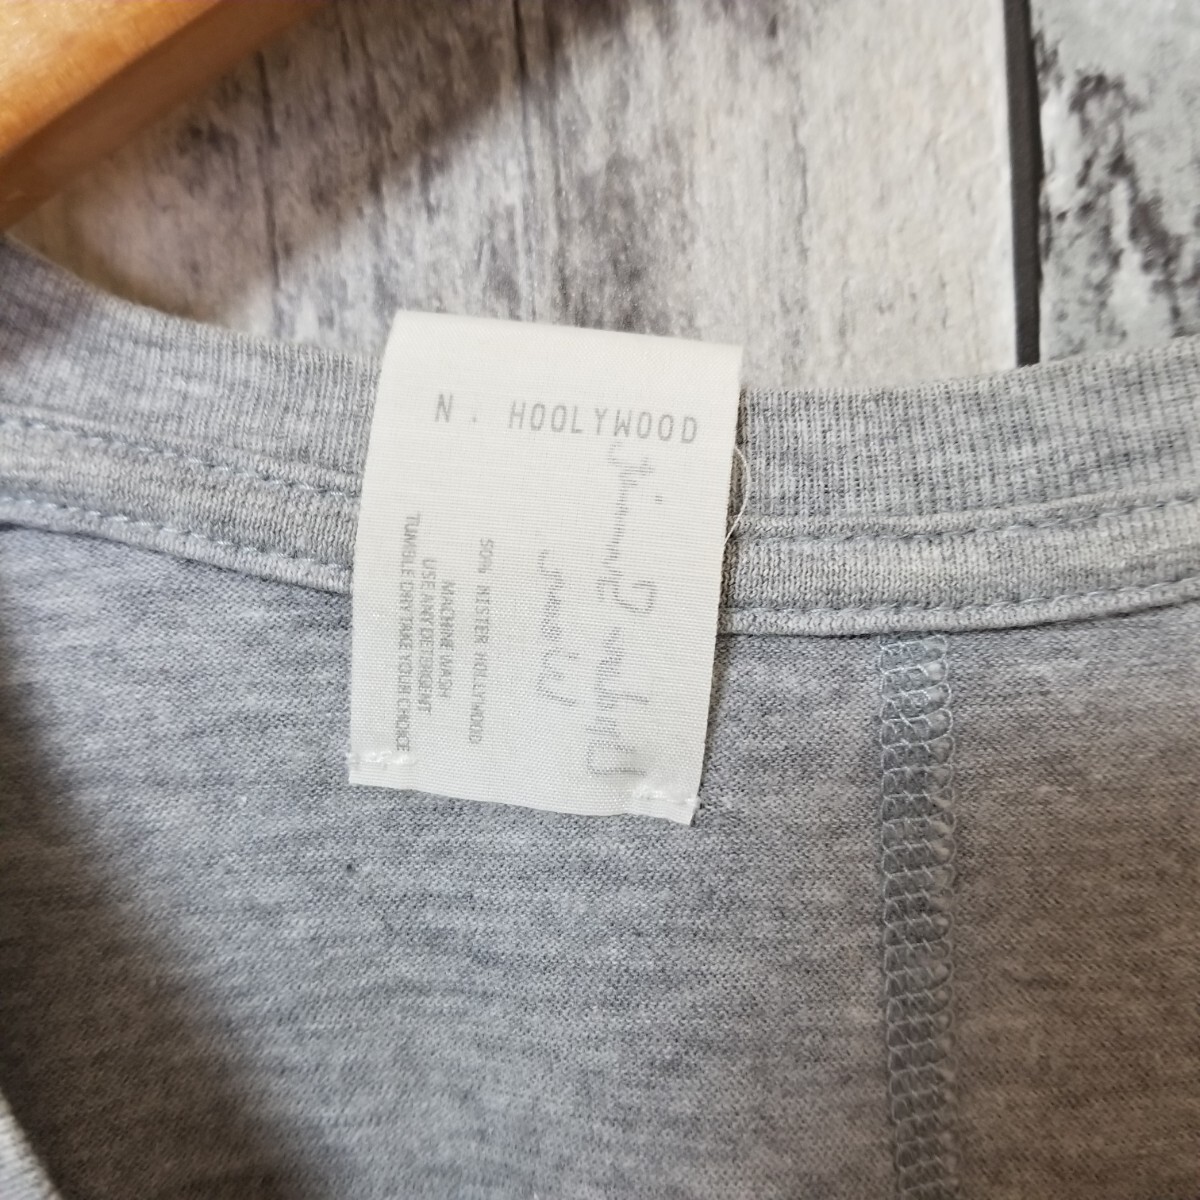 N. HOOLYWOOD
50% MISTER HOLLYWOOD
MACHINE WASH
USE ANY DETERGENT
TUMBLE DRY TAKE YOUR CHOICE